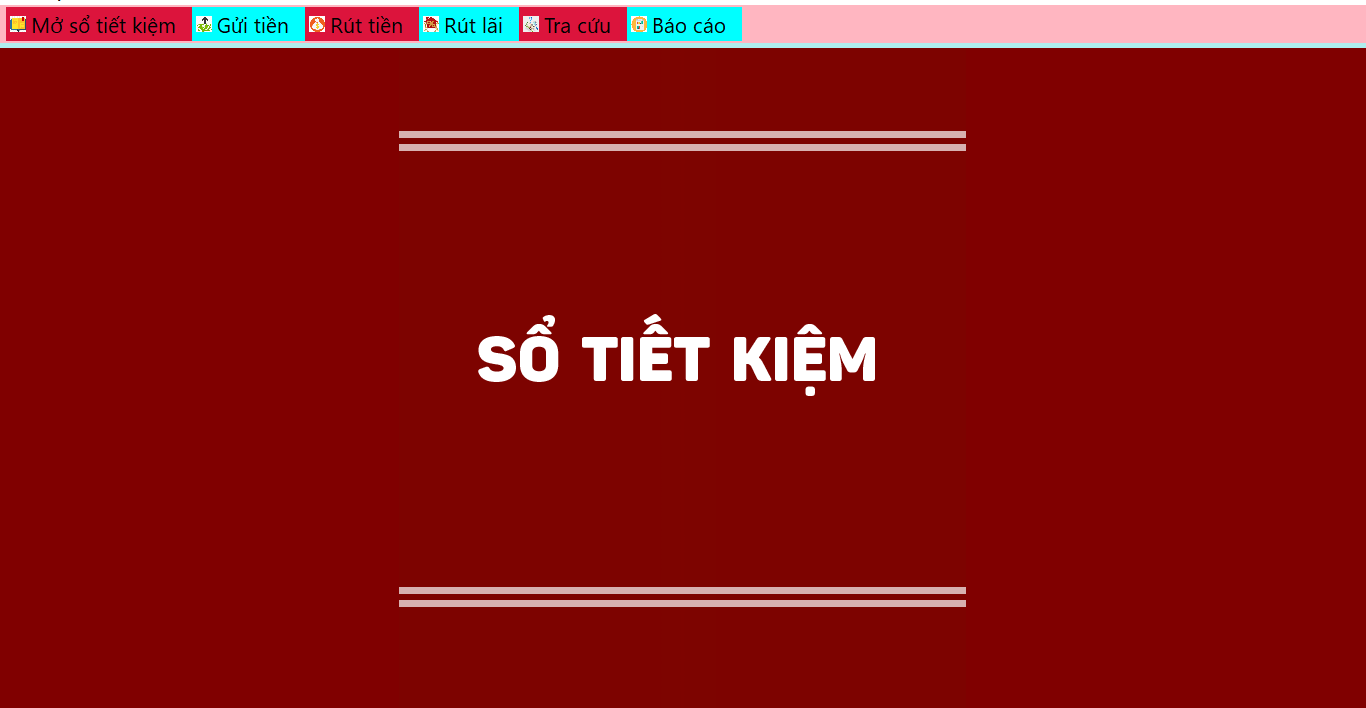 Mở sổ tiết kiệm Gửi tiền Rút tiền Rút lãi Tra cứu Báo cáo
SỔ TIẾT KIỆM